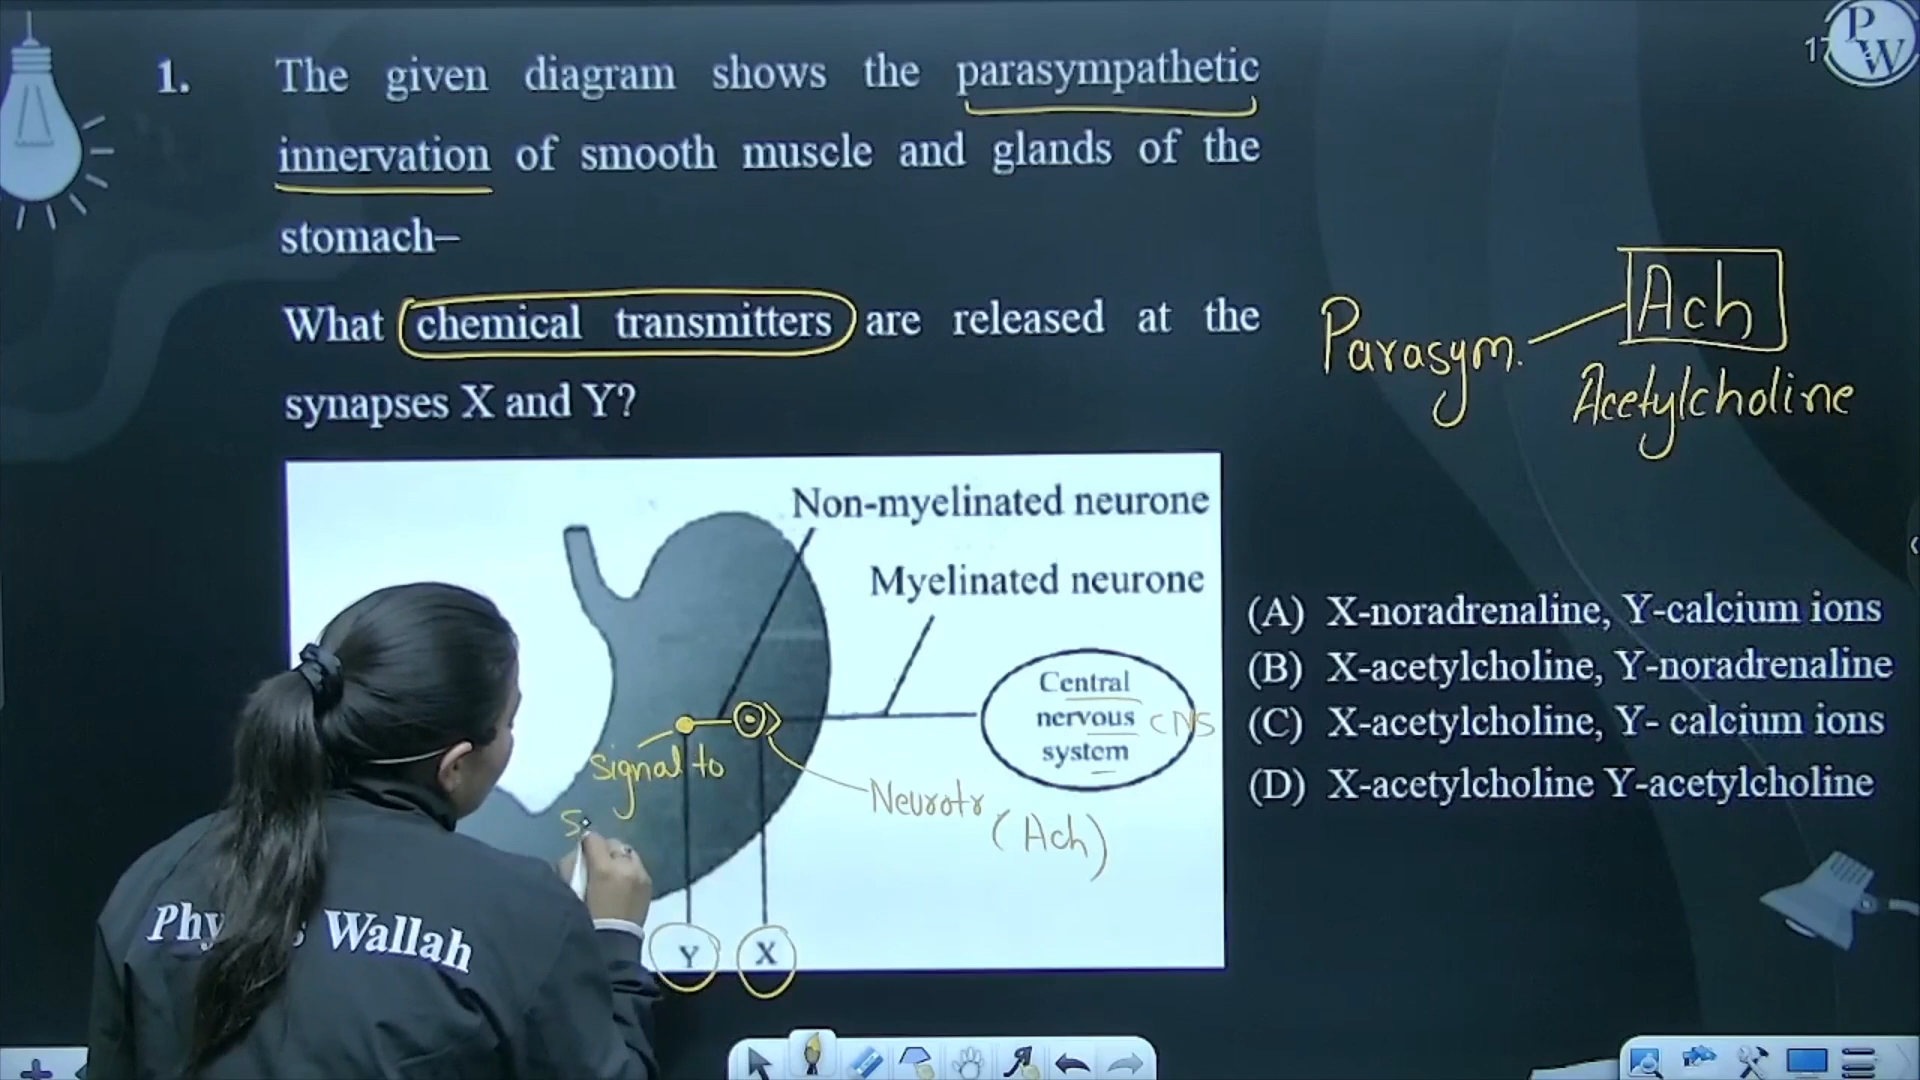 1. The given diagram shows the parasympathetic
innervation of smooth muscle and glands of the
stomach–
What chemical transmitters are released at the
synapses X and Y?
PW
Parasym. Ach
Acetylcholine
Non-myelinated neurone
Myelinated neurone
Central
nervous CNS
system
signal to
Neurotr
(Ach)
Y X
(A) X-noradrenaline, Y-calcium ions
(B) X-acetylcholine, Y-noradrenaline
(C) X-acetylcholine, Y- calcium ions
(D) X-acetylcholine Y-acetylcholine
Wallah